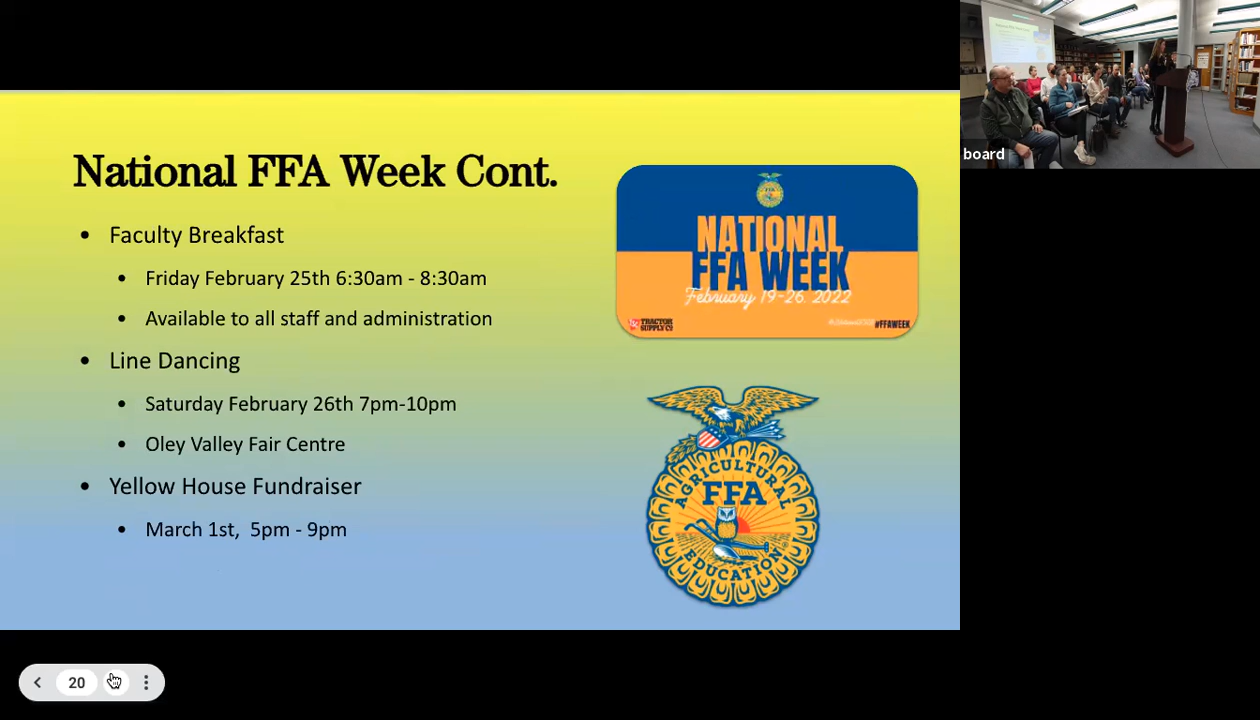 National FFA Week Cont.
Faculty Breakfast
Friday February 25th 6:30am - 8:30am
Available to all staff and administration
Line Dancing
Saturday February 26th 7pm-10pm
Oley Valley Fair Centre
Yellow House Fundraiser
March 1st, 5pm - 9pm
NATIONAL
FFA WEEK
February 19-26, 2022
TRACTOR
SUPPLY CO
#FFAWEEK
AGRICULTURAL
FFA
EDUCATION
board
20